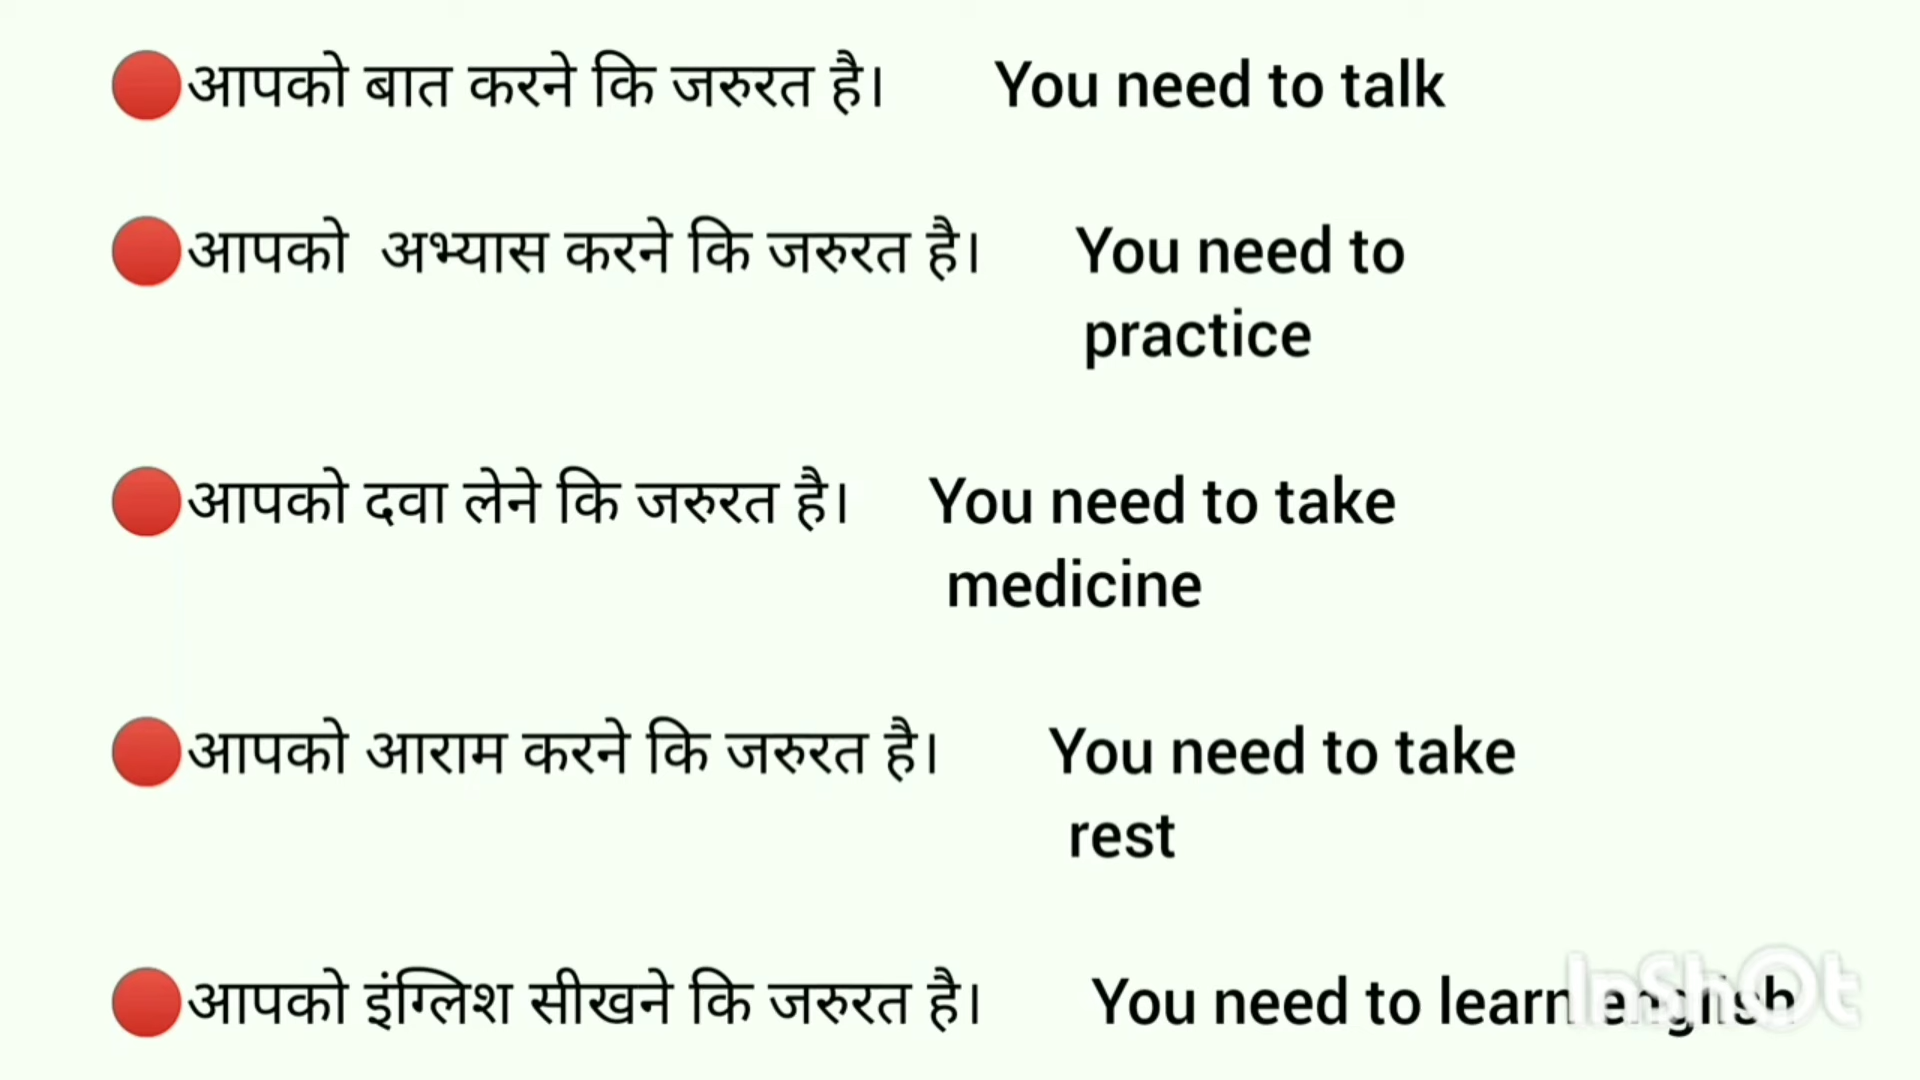 🔴आपको बात करने कि जरुरत है। You need to talk
🔴आपको अभ्यास करने कि जरुरत है। You need to
practice
🔴आपको दवा लेने कि जरुरत है। You need to take
medicine
🔴आपको आराम करने कि जरुरत है। You need to take
rest
🔴आपको इंग्लिश सीखने कि जरुरत है। You need to learn english
InShOt